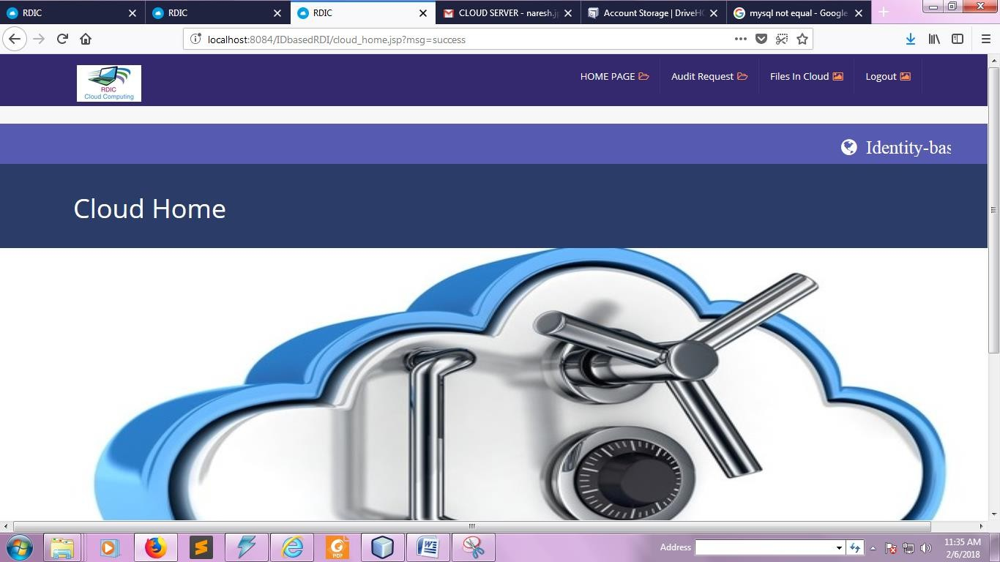 RDIC
RDIC
RDIC
CLOUD SERVER - naresh.j
Account Storage | DriveH
mysql not equal - Google
localhost:8084/IDbasedRDI/cloud_home.jsp?msg=success
RDIC
Cloud Computing
HOME PAGE
Audit Request
Files In Cloud
Logout
Identity-bas
Cloud Home
PDF
W
Address
11:35 AM
2/6/2018